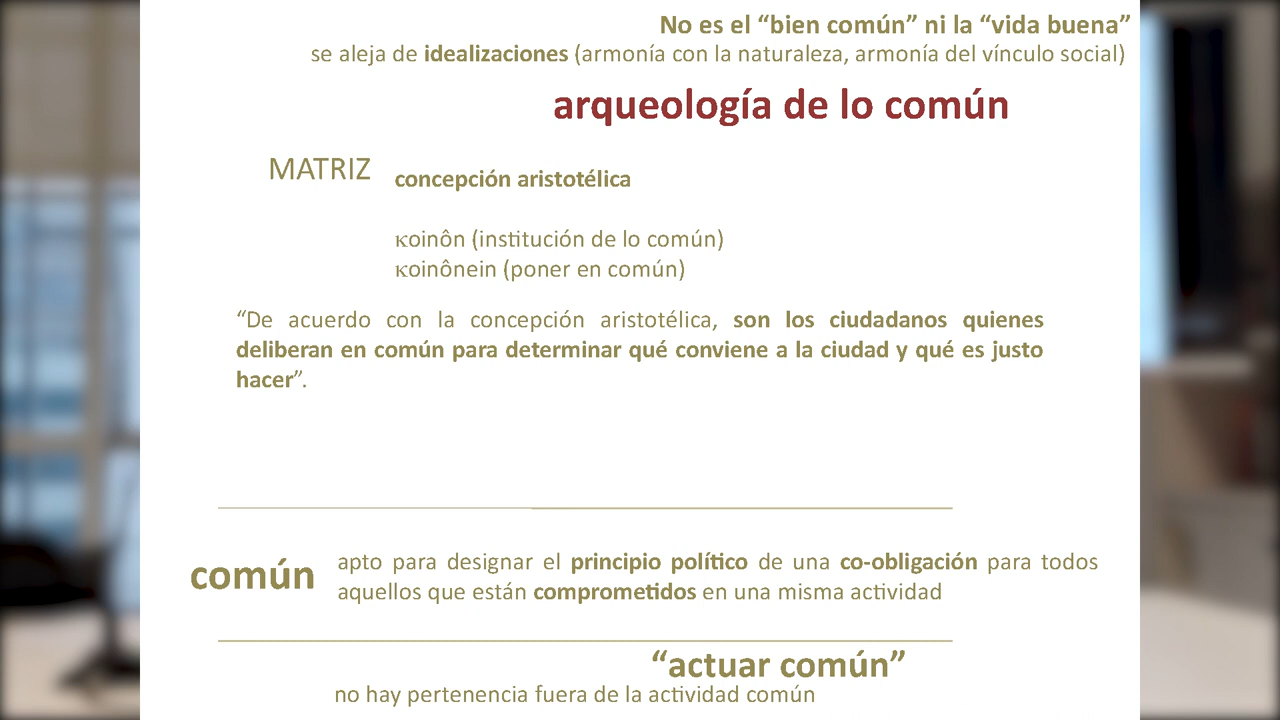 No es el “bien común” ni la “vida buena”
se aleja de idealizaciones (armonía con la naturaleza, armonía del vínculo social)
arqueología de lo común
MATRIZ
concepción aristotélica
κoinôn (institución de lo común)
κoinônein (poner en común)
“De acuerdo con la concepción aristotélica, son los ciudadanos quienes
deliberan en común para determinar qué conviene a la ciudad y qué es justo
hacer”.
común
apto para designar el principio político de una co-obligación para todos
aquellos que están comprometidos en una misma actividad
“actuar común”
no hay pertenencia fuera de la actividad común